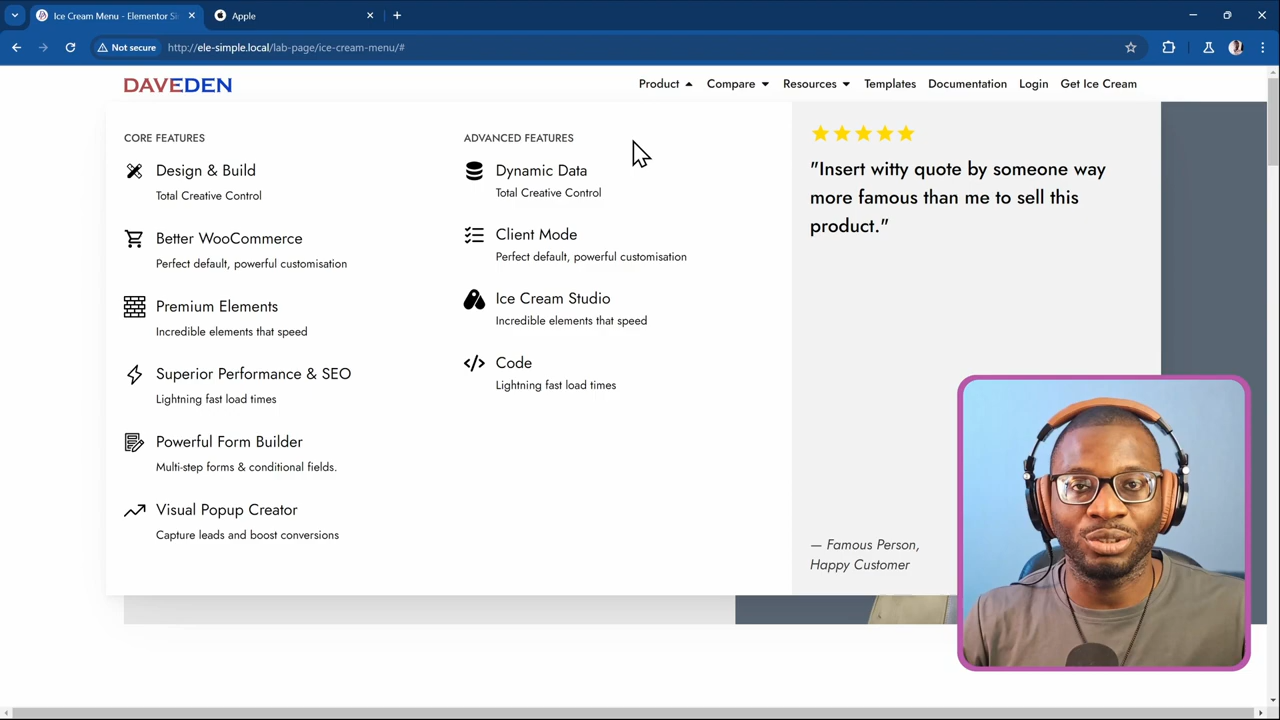 Ice Cream Menu - Elementor Si
Apple
Not secure
http://ele-simple.local/lab-page/ice-cream-menu/#
DAVEDEN
Product
Compare
Resources
Templates
Documentation
Login
Get Ice Cream
CORE FEATURES
Design & Build
Total Creative Control
Better WooCommerce
Perfect default, powerful customisation
Premium Elements
Incredible elements that speed
Superior Performance & SEO
Lightning fast load times
Powerful Form Builder
Multi-step forms & conditional fields.
Visual Popup Creator
Capture leads and boost conversions
ADVANCED FEATURES
Dynamic Data
Total Creative Control
Client Mode
Perfect default, powerful customisation
Ice Cream Studio
Incredible elements that speed
Code
Lightning fast load times
"Insert witty quote by someone way
more famous than me to sell this
product."
— Famous Person,
Happy Customer